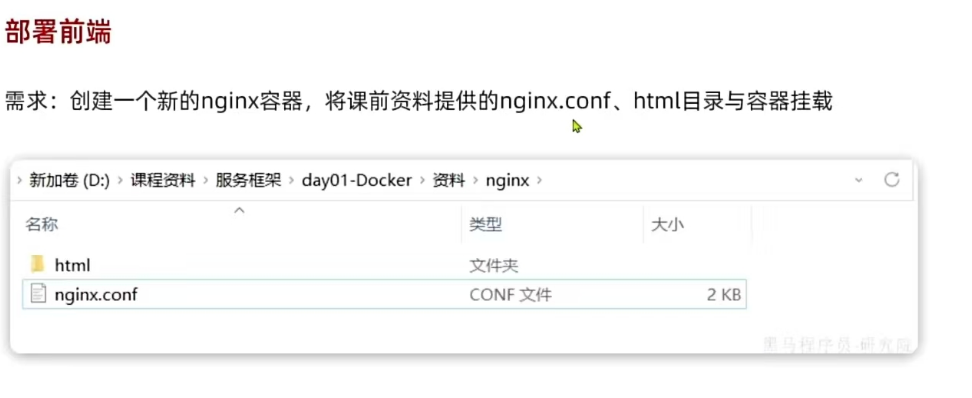 部署前端
需求：创建一个新的nginx容器，将课前资料提供的nginx.conf、html目录与容器挂载
新加卷 (D:) › 课程资料 › 服务框架 › day01-Docker › 资料 › nginx ›
名称 类型 大小
html 文件夹
nginx.conf CONF 文件 2 KB
黑马程序员-研究院